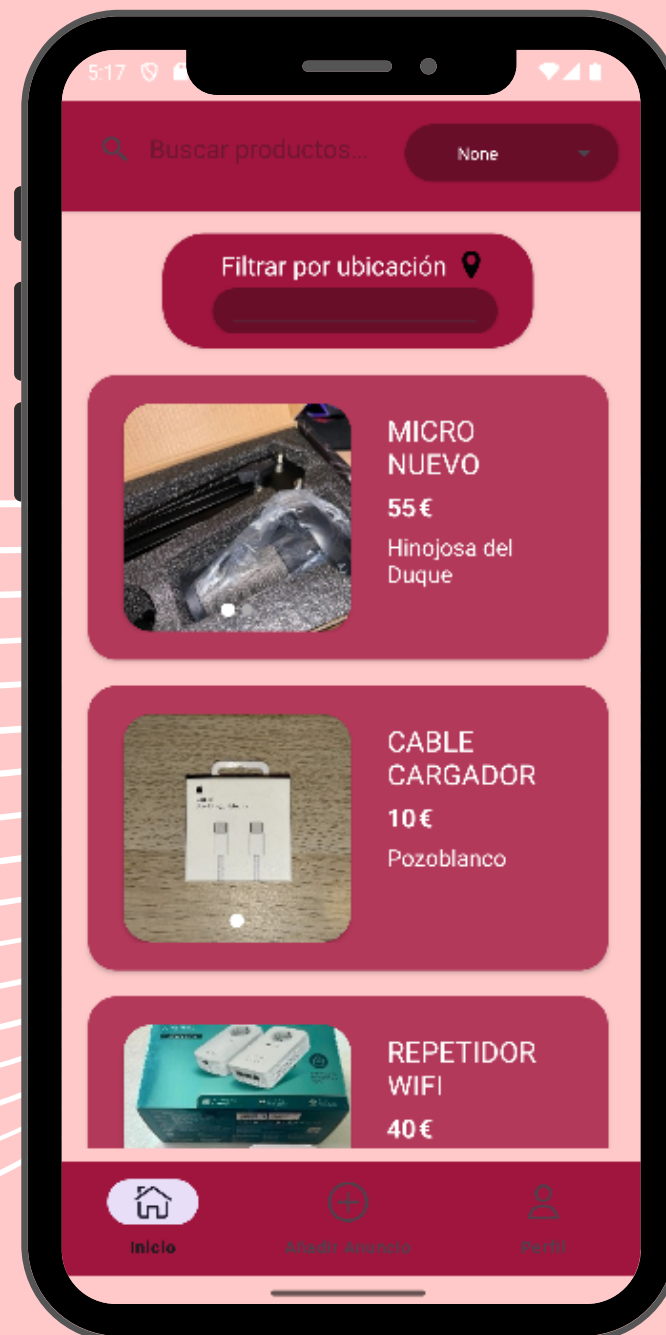 5:17
Buscar productos...
None
Filtrar por ubicación
MICRO
NUEVO
55€
Hinojosa del
Duque
CABLE
CARGADOR
10€
Pozoblanco
REPETIDOR
WIFI
40€
Inicio
Añadir Anuncio
Perfil